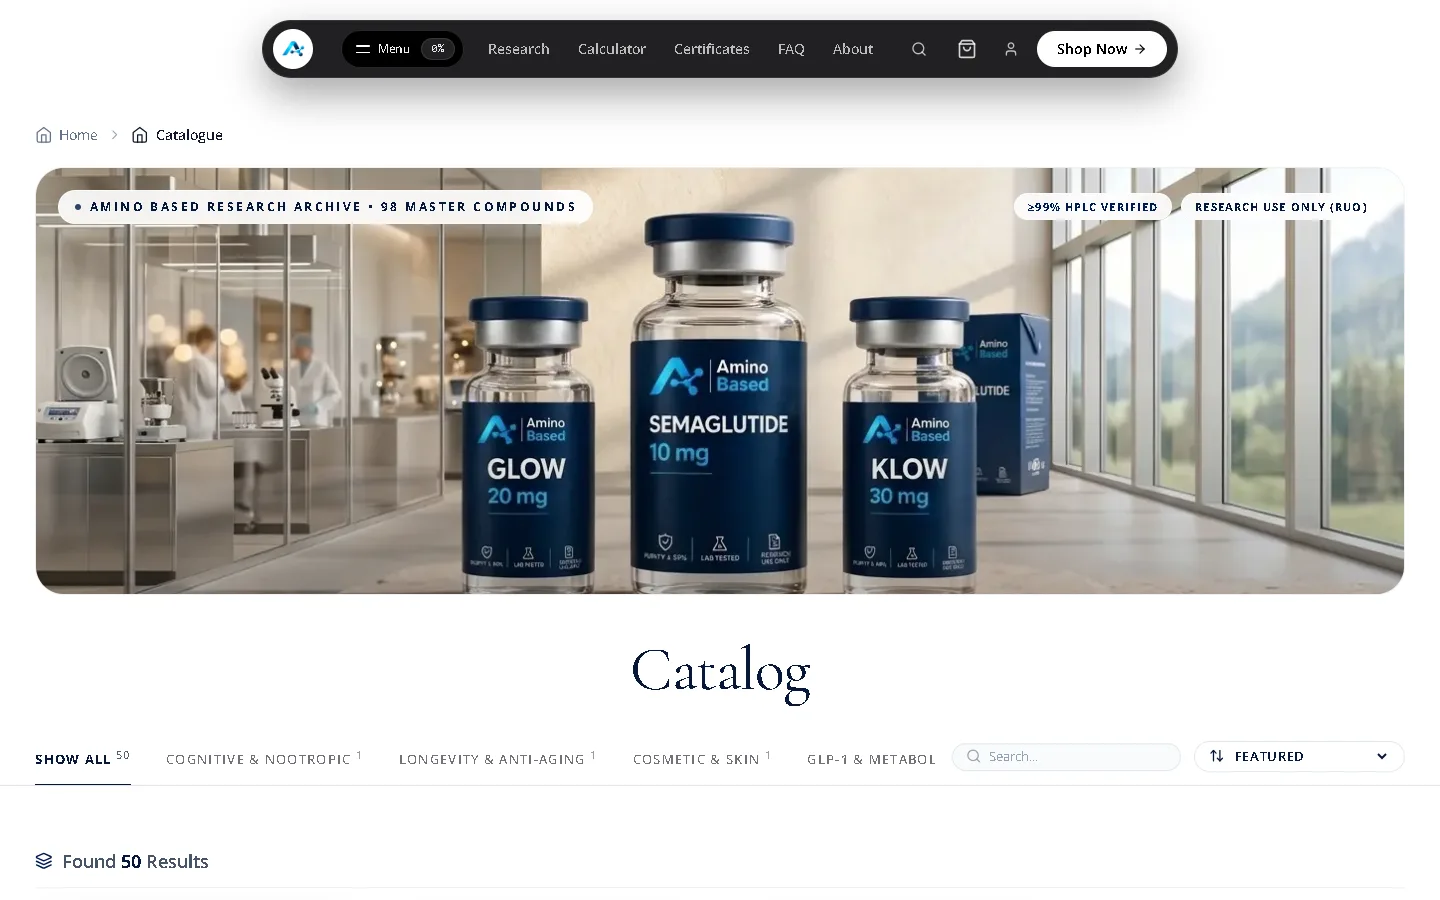 Menu 0% Research Calculator Certificates FAQ About Shop Now
Home Catalogue
AMINO BASED RESEARCH ARCHIVE • 98 MASTER COMPOUNDS
≥99% HPLC VERIFIED RESEARCH USE ONLY (RUO)
Amino
Based
SEMAGLUTIDE
10 mg
LAB TESTED
Amino
Based
GLOW
20 mg
Amino
Based
KLOW
30 mg
Amino
LUTIDE
Catalog
SHOW ALL 50 COGNITIVE & NOOTROPIC 1 LONGEVITY & ANTI-AGING 1 COSMETIC & SKIN 1 GLP-1 & METABOL Search... FEATURED
Found 50 Results